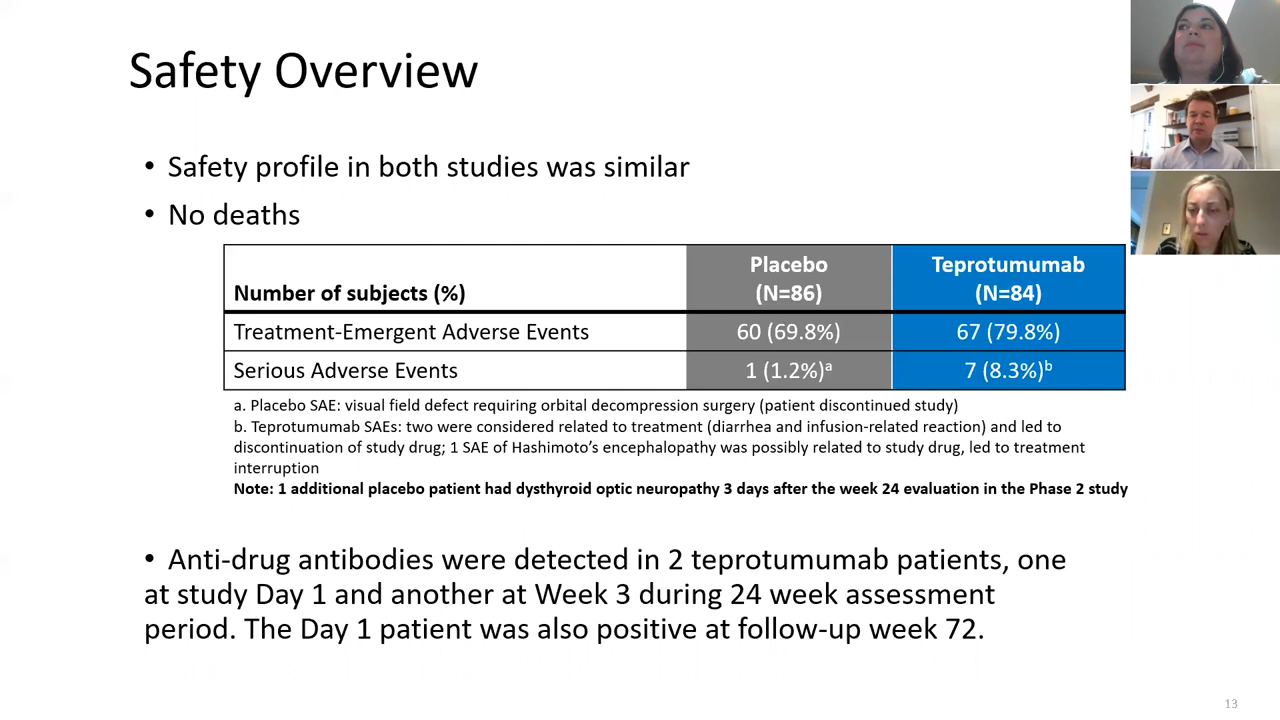 Safety Overview
• Safety profile in both studies was similar
• No deaths
Number of subjects (%)
Placebo
(N=86)
Teprotumumab
(N=84)
Treatment-Emergent Adverse Events 60 (69.8%) 67 (79.8%)
Serious Adverse Events 1 (1.2%)ᵃ 7 (8.3%)ᵇ
a. Placebo SAE: visual field defect requiring orbital decompression surgery (patient discontinued study)
b. Teprotumumab SAEs: two were considered related to treatment (diarrhea and infusion-related reaction) and led to
discontinuation of study drug; 1 SAE of Hashimoto’s encephalopathy was possibly related to study drug, led to treatment
interruption
Note: 1 additional placebo patient had dysthyroid optic neuropathy 3 days after the week 24 evaluation in the Phase 2 study
• Anti-drug antibodies were detected in 2 teprotumumab patients, one
at study Day 1 and another at Week 3 during 24 week assessment
period. The Day 1 patient was also positive at follow-up week 72.
13